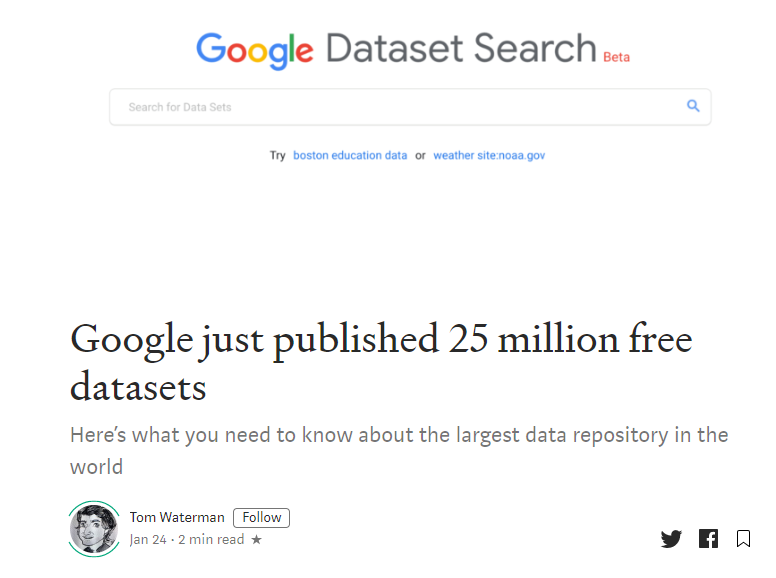 Google Dataset Search Beta
Search for Data Sets
Try boston education data or weather site:noaa.gov
Google just published 25 million free
datasets
Here's what you need to know about the largest data repository in the
world
Tom Waterman Follow
Jan 24 · 2 min read ★